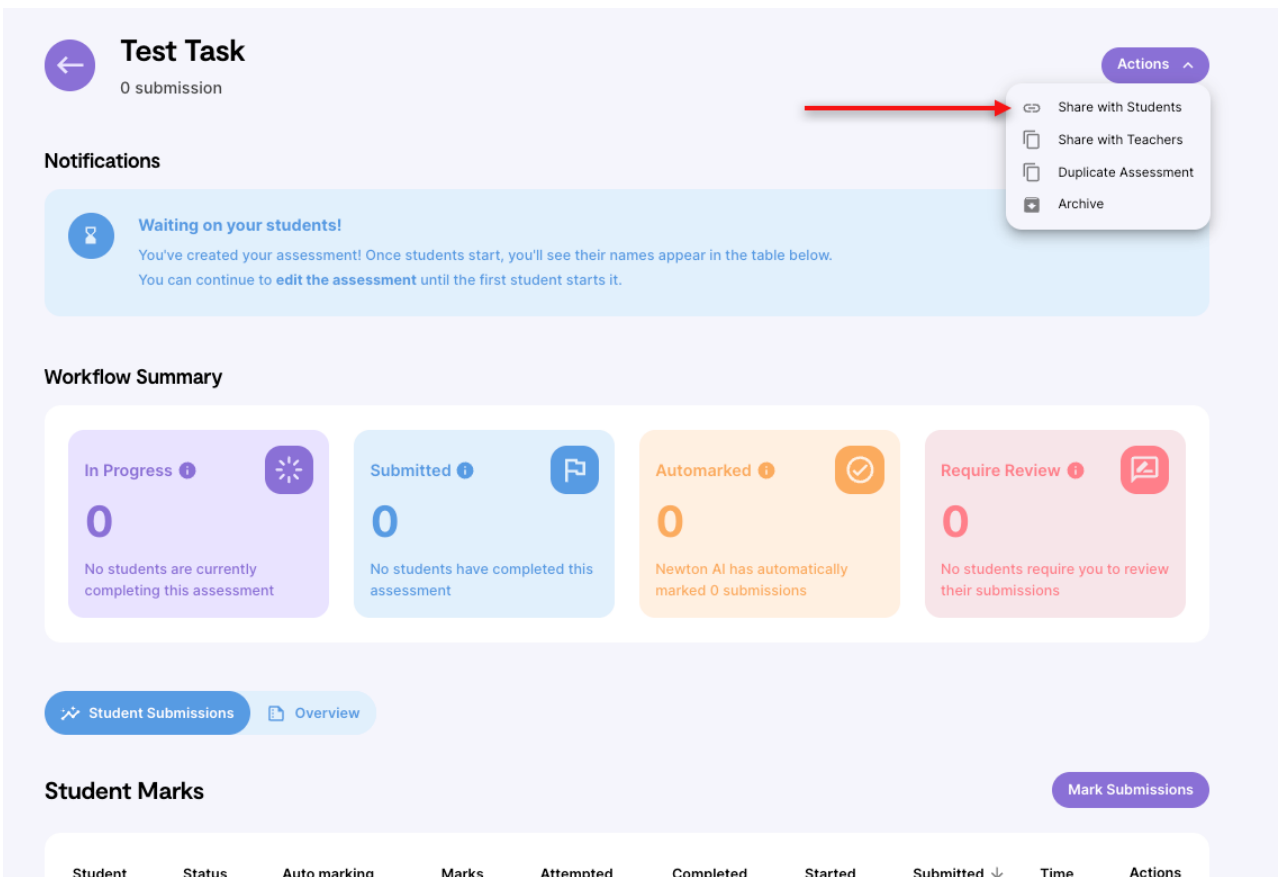 Test Task
0 submission
Actions
Share with Students
Share with Teachers
Duplicate Assessment
Archive
Notifications
Waiting on your students!
You've created your assessment! Once students start, you'll see their names appear in the table below.
You can continue to edit the assessment until the first student starts it.
Workflow Summary
In Progress
0
No students are currently
completing this assessment
Submitted
0
No students have completed this
assessment
Automarked
0
Newton AI has automatically
marked 0 submissions
Require Review
0
No students require you to review
their submissions
Student Submissions
Overview
Student Marks
Mark Submissions
Student Status Auto marking Marks Attempted Completed Started Submitted Time Actions